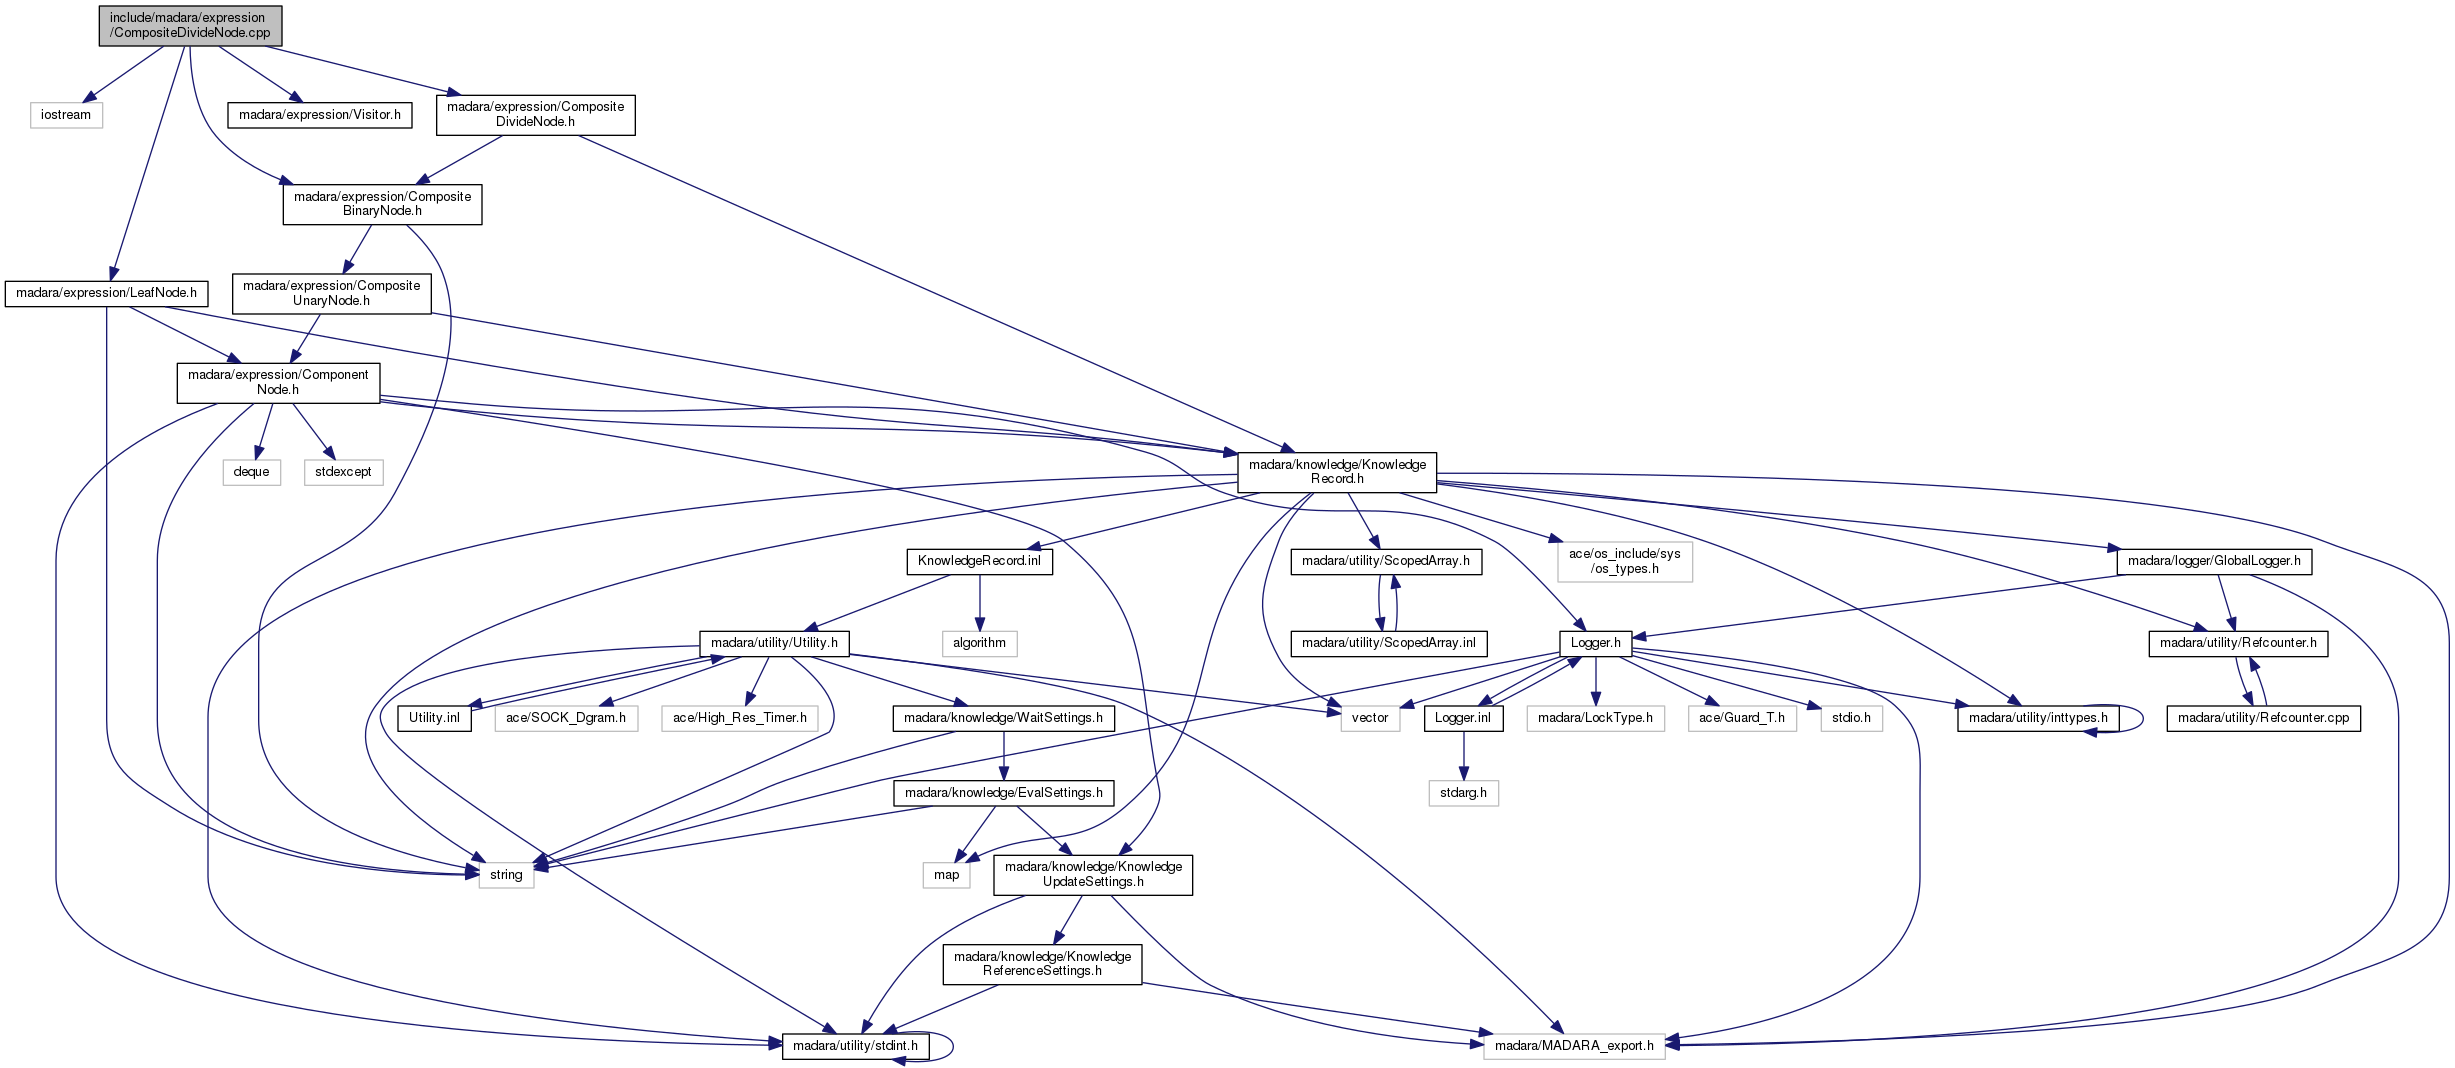 include/madara/expression
/CompositeDivideNode.cpp
iostream
madara/expression/Visitor.h
madara/expression/Composite
DivideNode.h
madara/expression/Composite
BinaryNode.h
madara/expression/LeafNode.h
madara/expression/Composite
UnaryNode.h
madara/expression/Component
Node.h
deque
stdexcept
madara/knowledge/Knowledge
Record.h
KnowledgeRecord.inl
madara/utility/ScopedArray.h
ace/os_include/sys
/os_types.h
madara/logger/GlobalLogger.h
madara/utility/Utility.h
algorithm
madara/utility/ScopedArray.inl
Logger.h
madara/utility/Refcounter.h
Utility.inl
ace/SOCK_Dgram.h
ace/High_Res_Timer.h
madara/knowledge/WaitSettings.h
vector
Logger.inl
madara/LockType.h
ace/Guard_T.h
stdio.h
madara/utility/inttypes.h
madara/utility/Refcounter.cpp
madara/knowledge/EvalSettings.h
stdarg.h
string
map
madara/knowledge/Knowledge
UpdateSettings.h
madara/knowledge/Knowledge
ReferenceSettings.h
madara/utility/stdint.h
madara/MADARA_export.h